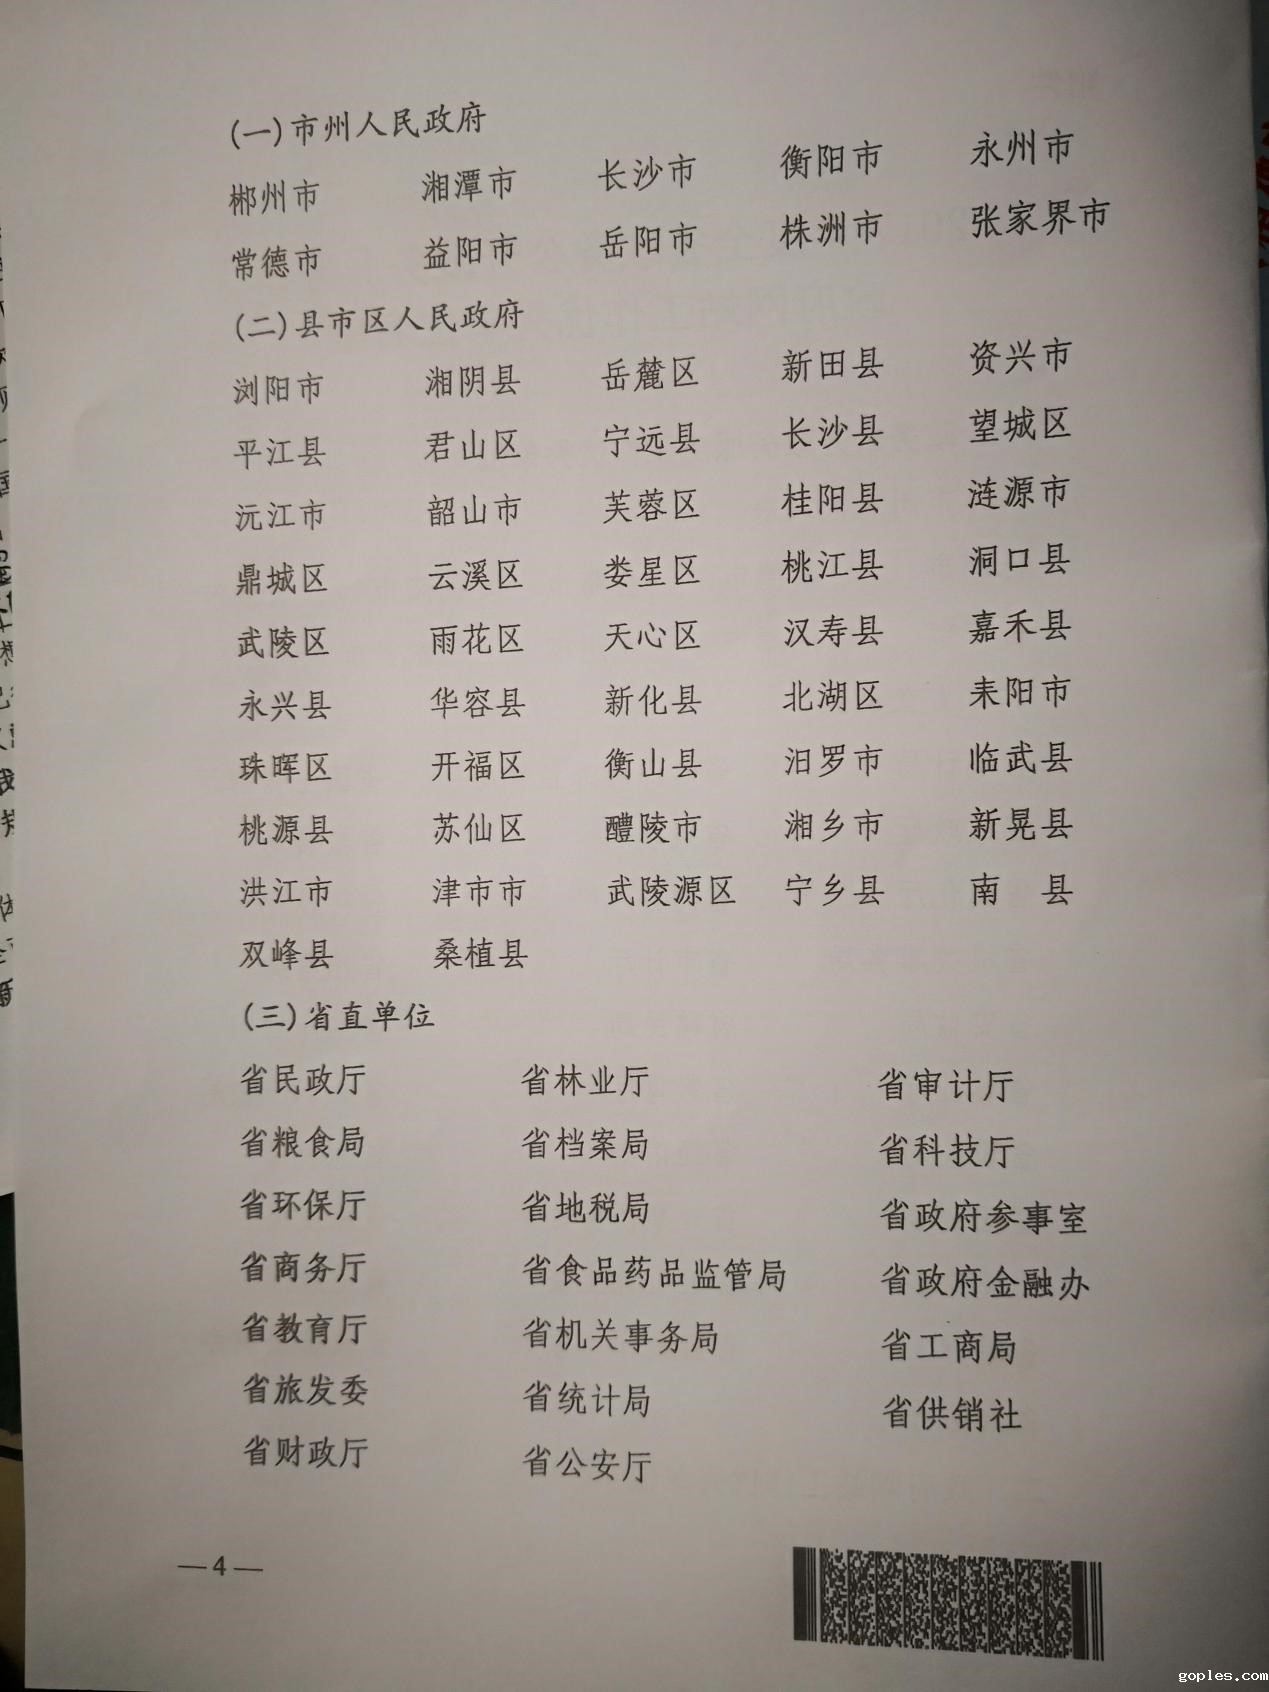 (一)市州人民政府
郴州市 湘潭市 长沙市 衡阳市 永州市
常德市 益阳市 岳阳市 株洲市 张家界市
(二)县市区人民政府
浏阳市 湘阴县 岳麓区 新田县 资兴市
平江县 君山区 宁远县 长沙县 望城区
沅江市 韶山市 芙蓉区 桂阳县 涟源市
鼎城区 云溪区 娄星区 桃江县 洞口县
武陵区 雨花区 天心区 汉寿县 嘉禾县
永兴县 华容县 新化县 北湖区 耒阳市
珠晖区 开福区 衡山县 汨罗市 临武县
桃源县 苏仙区 醴陵市 湘乡市 新晃县
洪江市 津市市 武陵源区 宁乡县 南 县
双峰县 桑植县
(三)省直单位
省民政厅 省林业厅 省审计厅
省粮食局 省档案局 省科技厅
省环保厅 省地税局 省政府参事室
省商务厅 省食品药品监管局 省政府金融办
省教育厅 省机关事务局 省工商局
省旅发委 省统计局 省供销社
省财政厅 省公安厅
— 4 —
goples.com